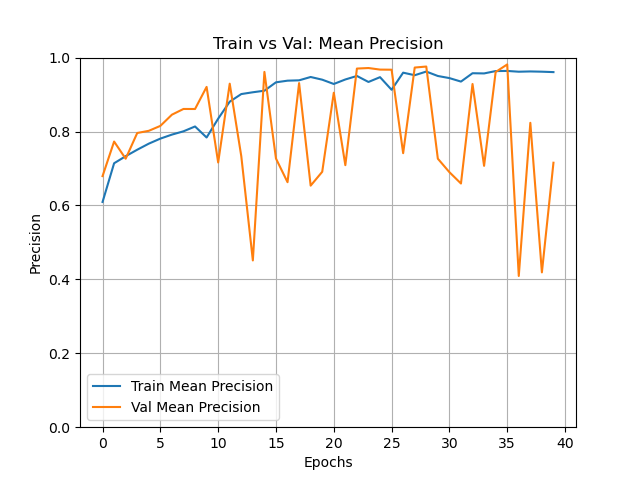 Train vs Val: Mean Precision
1.0
0.8
0.6
0.4
0.2
0.0
Precision
Train Mean Precision
Val Mean Precision
0 5 10 15 20 25 30 35 40
Epochs